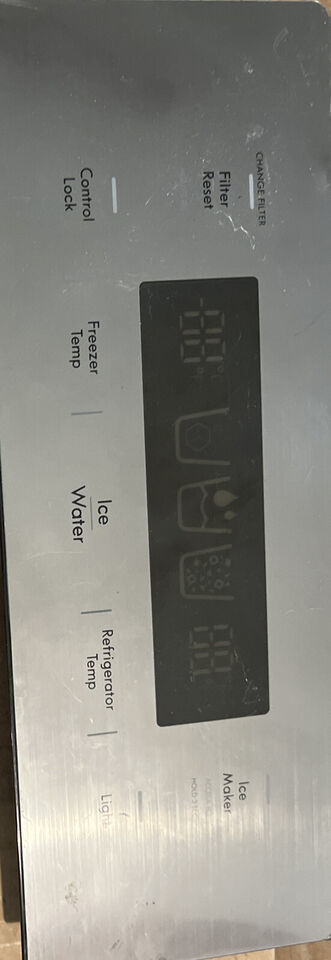 CHANGE FILTER
Filter
Reset
Ice
Maker
Control
Lock
Freezer
Temp
Ice
Water
Refrigerator
Temp
Light